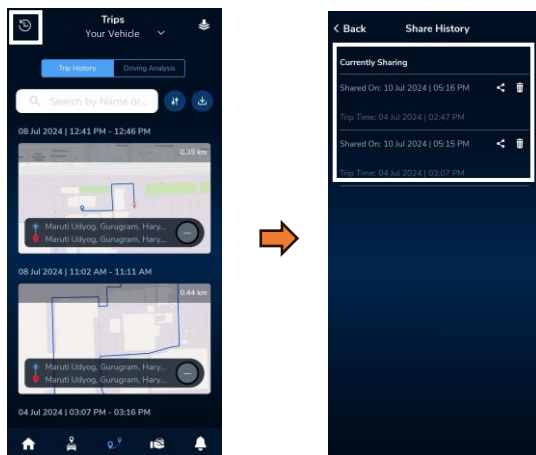 Trips
Your Vehicle
Trip History
Driving Analysis
Search by Name or...
08 Jul 2024 | 12:41 PM - 12:46 PM
0.35 km
Maruti Udyog, Gurugram, Hary...
Maruti Udyog, Gurugram, Hary...
08 Jul 2024 | 11:02 AM - 11:11 AM
0.44 km
Maruti Udyog, Gurugram, Hary...
Maruti Udyog, Gurugram, Hary...
04 Jul 2024 | 03:07 PM - 03:16 PM
< Back
Share History
Currently Sharing
Shared On: 10 Jul 2024 | 05:16 PM
Trip Time: 04 Jul 2024 | 02:47 PM
Shared On: 10 Jul 2024 | 05:15 PM
Trip Time: 04 Jul 2024 | 03:07 PM